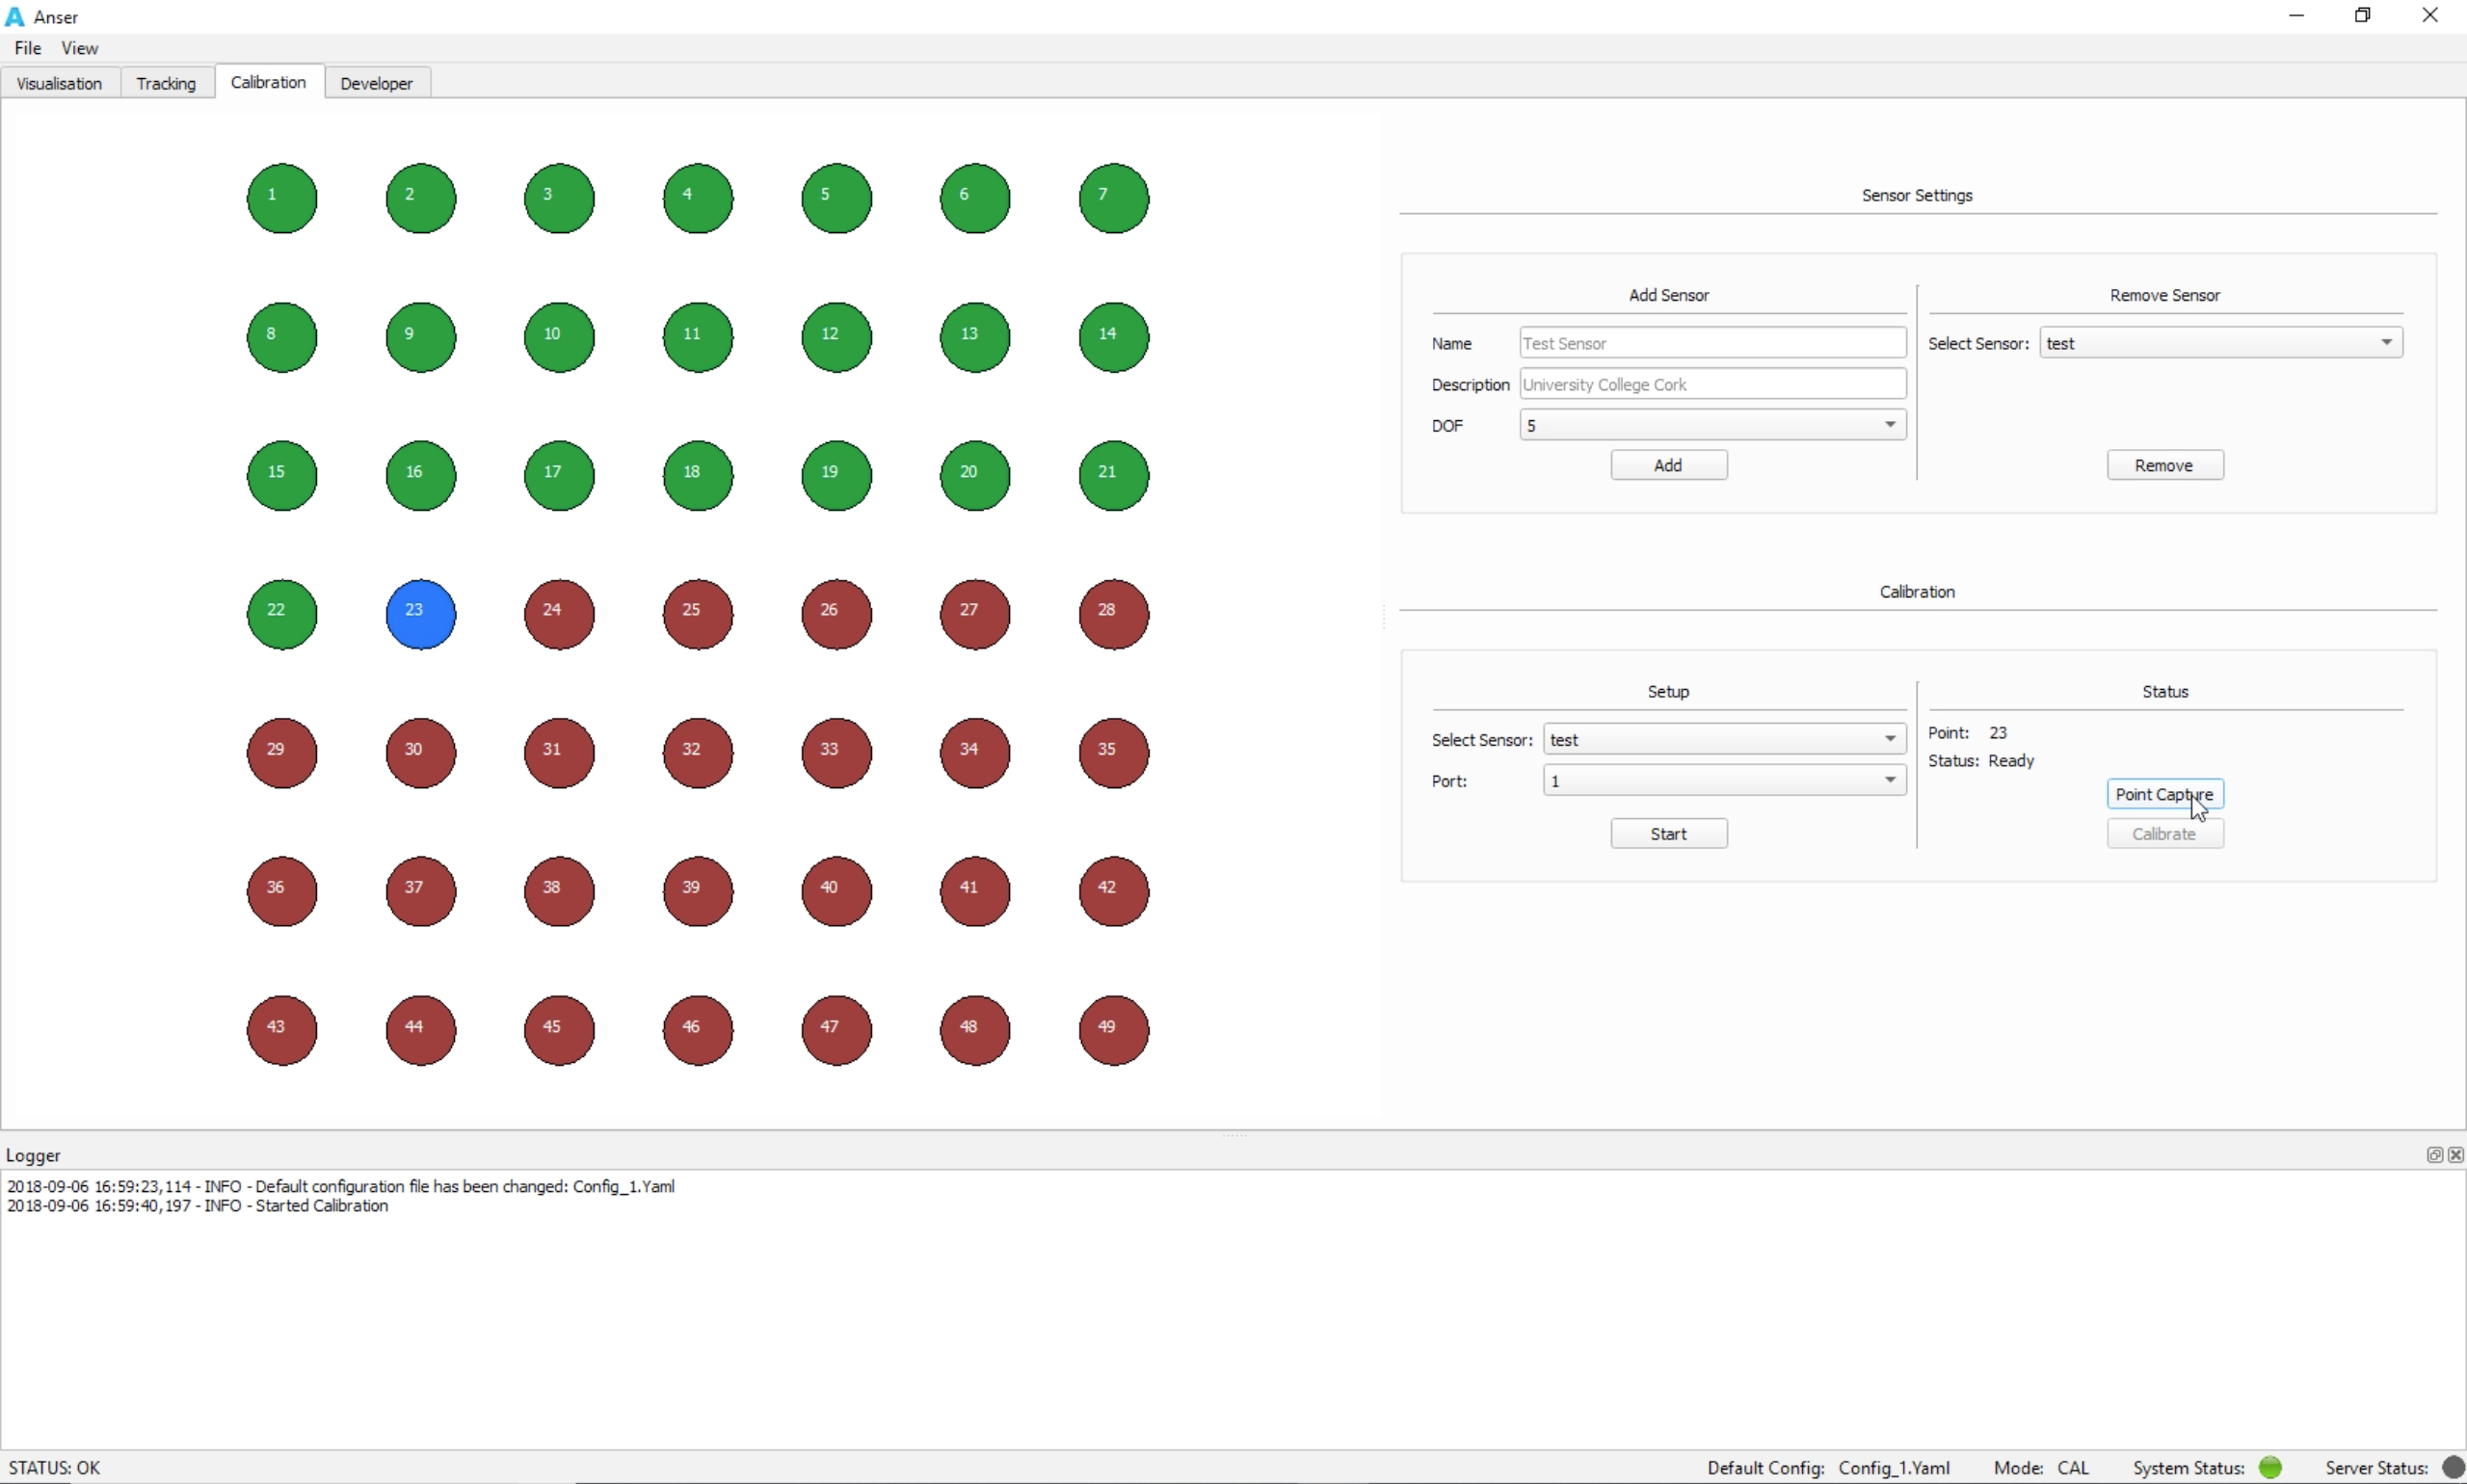 Anser
File View
Visualisation Tracking Calibration Developer
1 2 3 4 5 6 7
8 9 10 11 12 13 14
15 16 17 18 19 20 21
22 23 24 25 26 27 28
29 30 31 32 33 34 35
36 37 38 39 40 41 42
43 44 45 46 47 48 49
Sensor Settings
Add Sensor
Name Test Sensor
Description University College Cork
DOF 5
Add
Remove Sensor
Select Sensor: test
Remove
Calibration
Setup
Select Sensor: test
Port: 1
Start
Status
Point: 23
Status: Ready
Point Capture
Calibrate
Logger
2018-09-06 16:59:23,114 - INFO - Default configuration file has been changed: Config_1.Yaml
2018-09-06 16:59:40,197 - INFO - Started Calibration
STATUS: OK Default Config: Config_1.Yaml Mode: CAL System Status: Server Status: